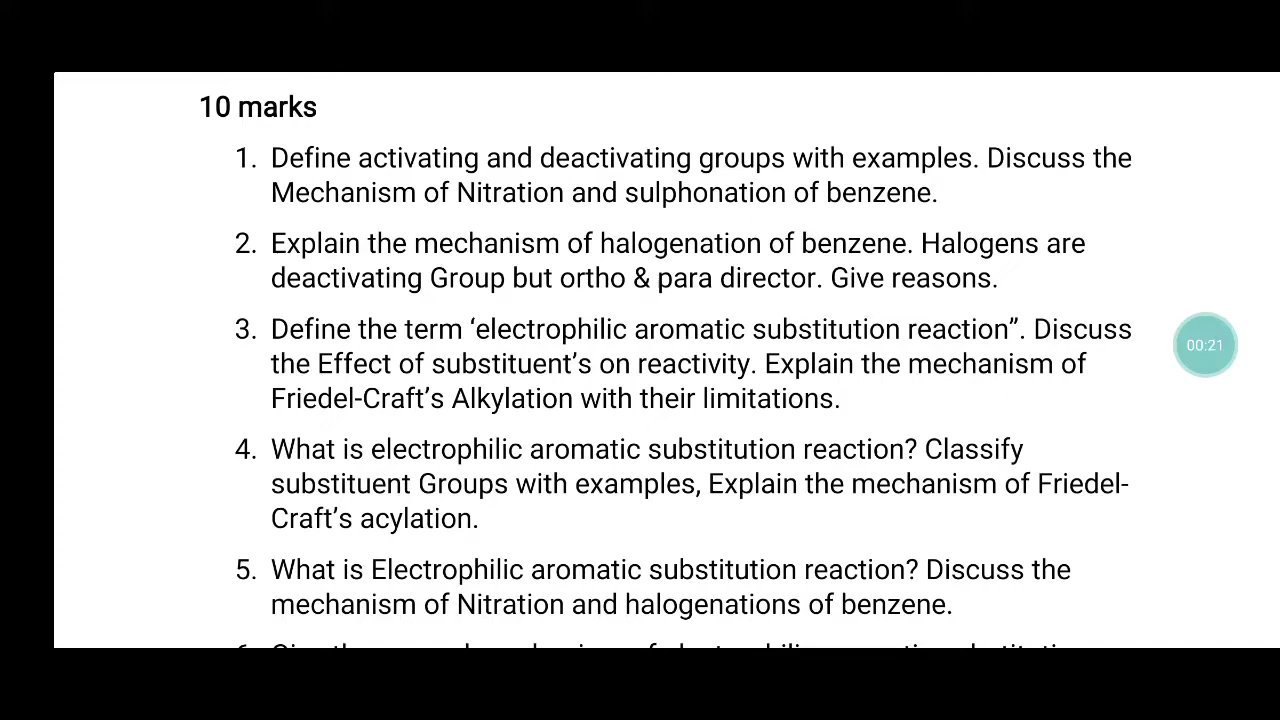 10 marks
1. Define activating and deactivating groups with examples. Discuss the
Mechanism of Nitration and sulphonation of benzene.
2. Explain the mechanism of halogenation of benzene. Halogens are
deactivating Group but ortho & para director. Give reasons.
3. Define the term ‘electrophilic aromatic substitution reaction”. Discuss
the Effect of substituent’s on reactivity. Explain the mechanism of
Friedel-Craft’s Alkylation with their limitations.
00:21
4. What is electrophilic aromatic substitution reaction? Classify
substituent Groups with examples, Explain the mechanism of Friedel-
Craft’s acylation.
5. What is Electrophilic aromatic substitution reaction? Discuss the
mechanism of Nitration and halogenations of benzene.